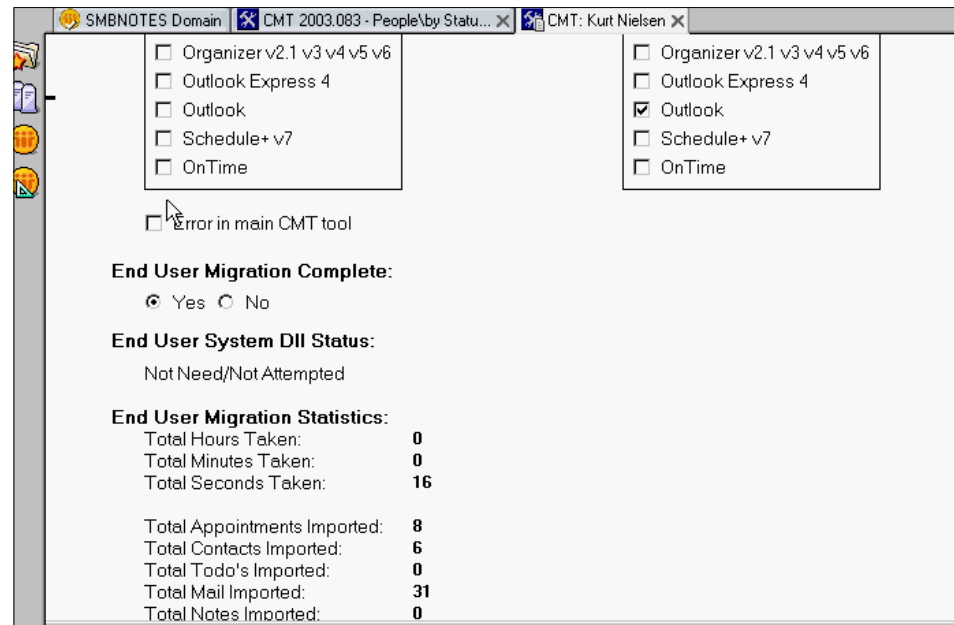 SMBNOTES Domain CMT 2003.083 - People\by Statu... CMT: Kurt Nielsen
Organizer v2.1 v3 v4 v5 v6 Organizer v2.1 v3 v4 v5 v6
Outlook Express 4 Outlook Express 4
Outlook Outlook
Schedule+ v7 Schedule+ v7
OnTime OnTime
Error in main CMT tool
End User Migration Complete:
Yes No
End User System Dll Status:
Not Need/Not Attempted
End User Migration Statistics:
Total Hours Taken: 0
Total Minutes Taken: 0
Total Seconds Taken: 16
Total Appointments Imported: 8
Total Contacts Imported: 6
Total Todo's Imported: 0
Total Mail Imported: 31
Total Notes Imported: 0